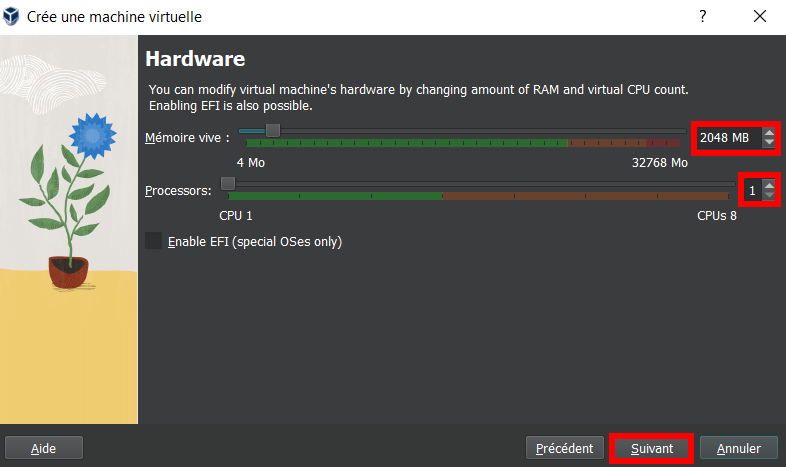 Crée une machine virtuelle
?
Hardware
You can modify virtual machine's hardware by changing amount of RAM and virtual CPU count.
Enabling EFI is also possible.
Mémoire vive : 2048 MB
4 Mo 32768 Mo
Processors: 1
CPU 1 CPUs 8
Enable EFI (special OSes only)
Aide Précédent Suivant Annuler